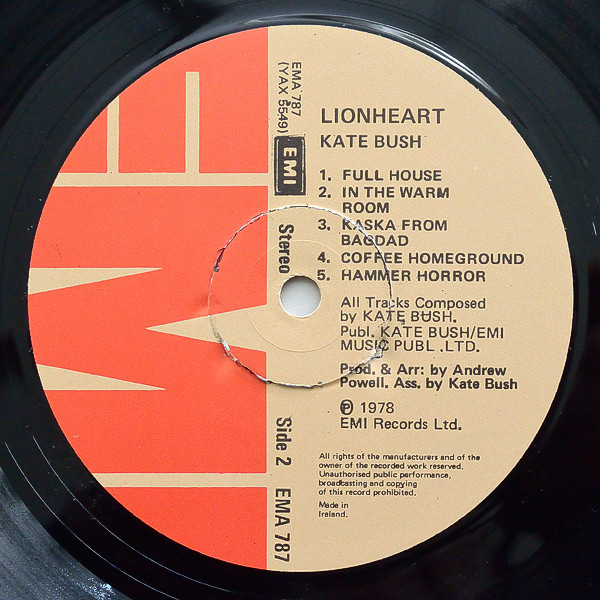 EMA 787
(YAX 5549)
EMI
Stereo
Side 2 EMA 787
LIONHEART
KATE BUSH
1. FULL HOUSE
2. IN THE WARM
ROOM
3. KASKA FROM
BAGDAD
4. COFFEE HOMEGROUND
5. HAMMER HORROR
All Tracks Composed
by KATE BUSH.
Publ. KATE BUSH/EMI
MUSIC PUBL .LTD.
Prod. & Arr: by Andrew
Powell. Ass. by Kate Bush
℗ 1978
EMI Records Ltd.
All rights of the manufacturers and of the
owner of the recorded work reserved.
Unauthorised public performance,
broadcasting and copying
of this record prohibited.
Made in
Ireland.